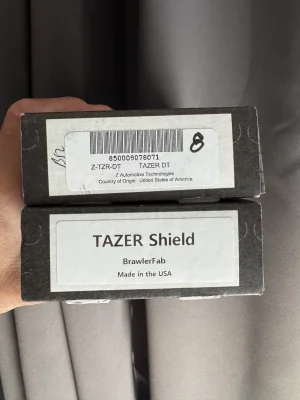 8
850009078071
Z-TZR-DT TAZER DT
Z Automotive Technologies
Country of Origin: United States of America
TAZER Shield
BrawlerFab
Made in the USA